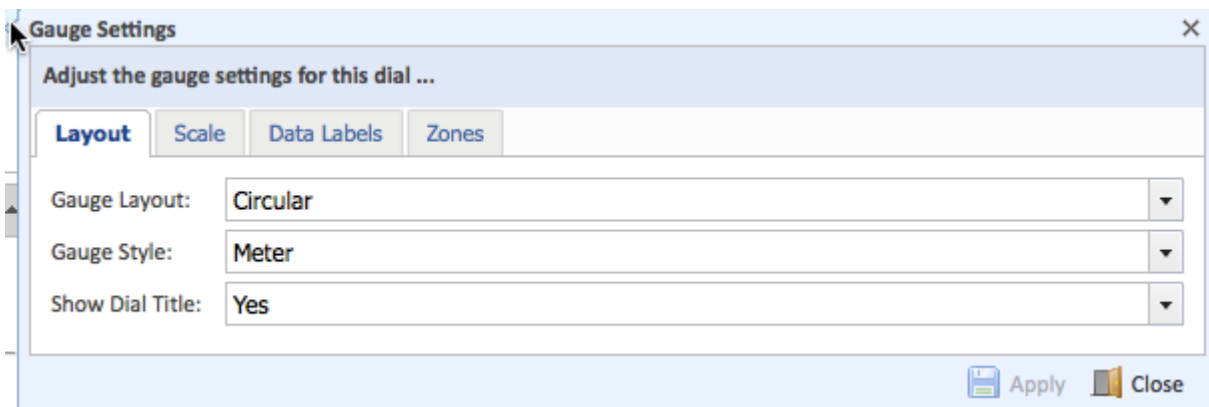 Gauge Settings
Adjust the gauge settings for this dial ...
Layout Scale Data Labels Zones
Gauge Layout: Circular
Gauge Style: Meter
Show Dial Title: Yes
Apply Close